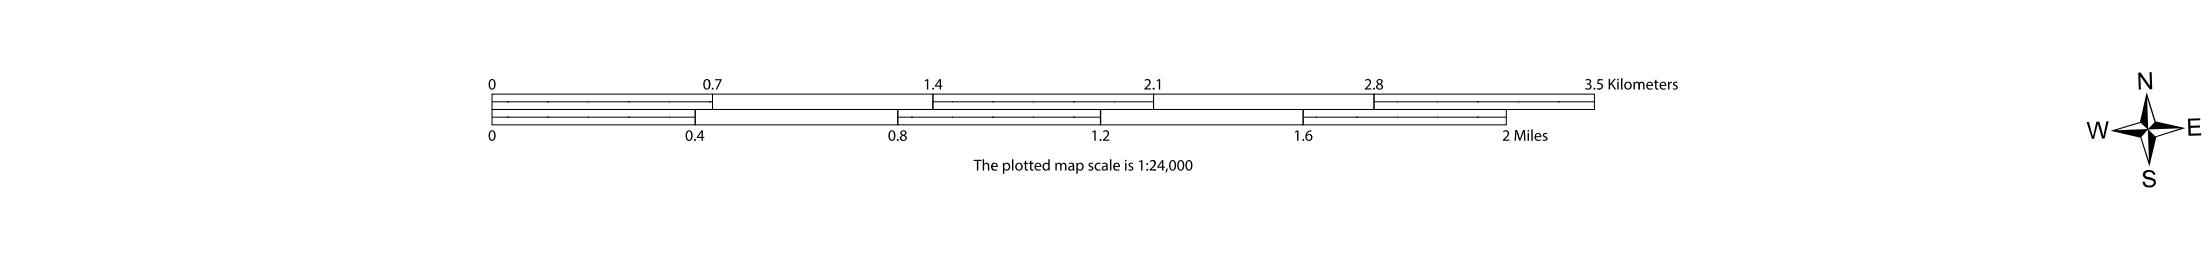 0 0.7 1.4 2.1 2.8 3.5 Kilometers
0 0.4 0.8 1.2 1.6 2 Miles
The plotted map scale is 1:24,000
N
W E
S